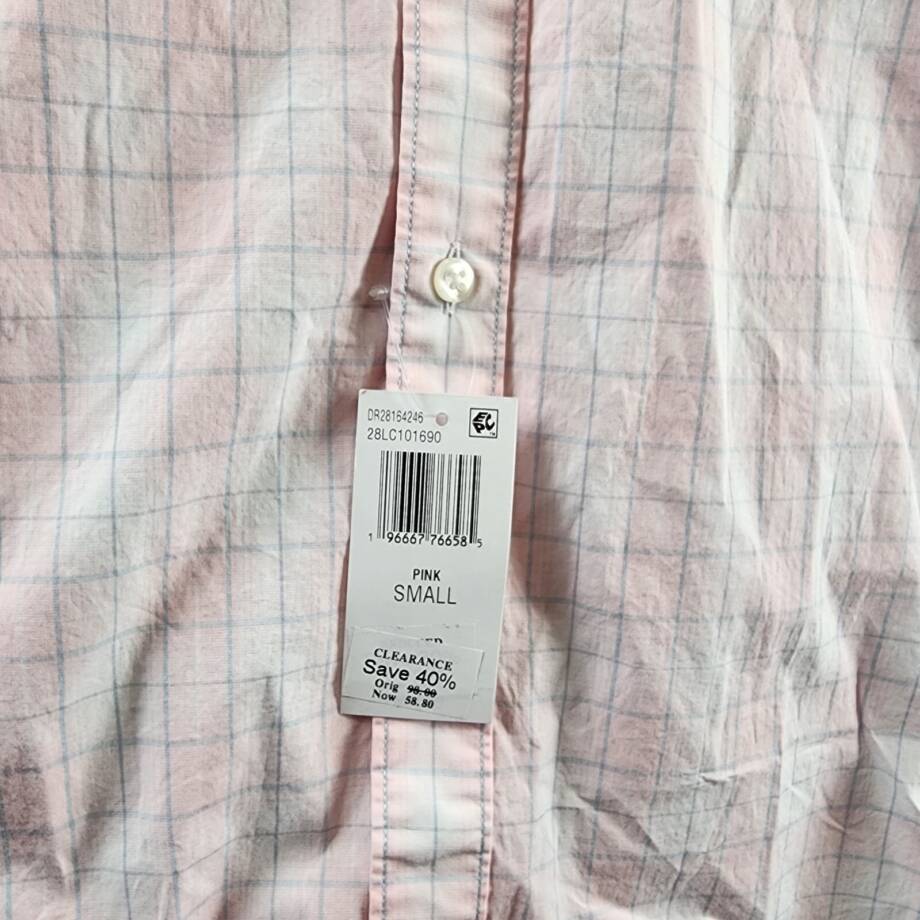 DR28164246
28LC101690
1 96667 76658 5
PINK
SMALL
CLEARANCE
Save 40%
Orig 98.00
Now 58.80